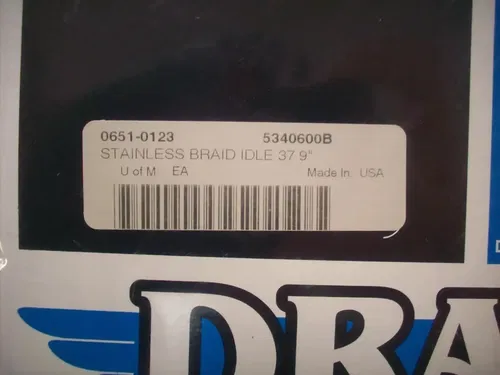 0651-0123 5340600B
STAINLESS BRAID IDLE 37 9"
U of M EA Made In USA
DRA